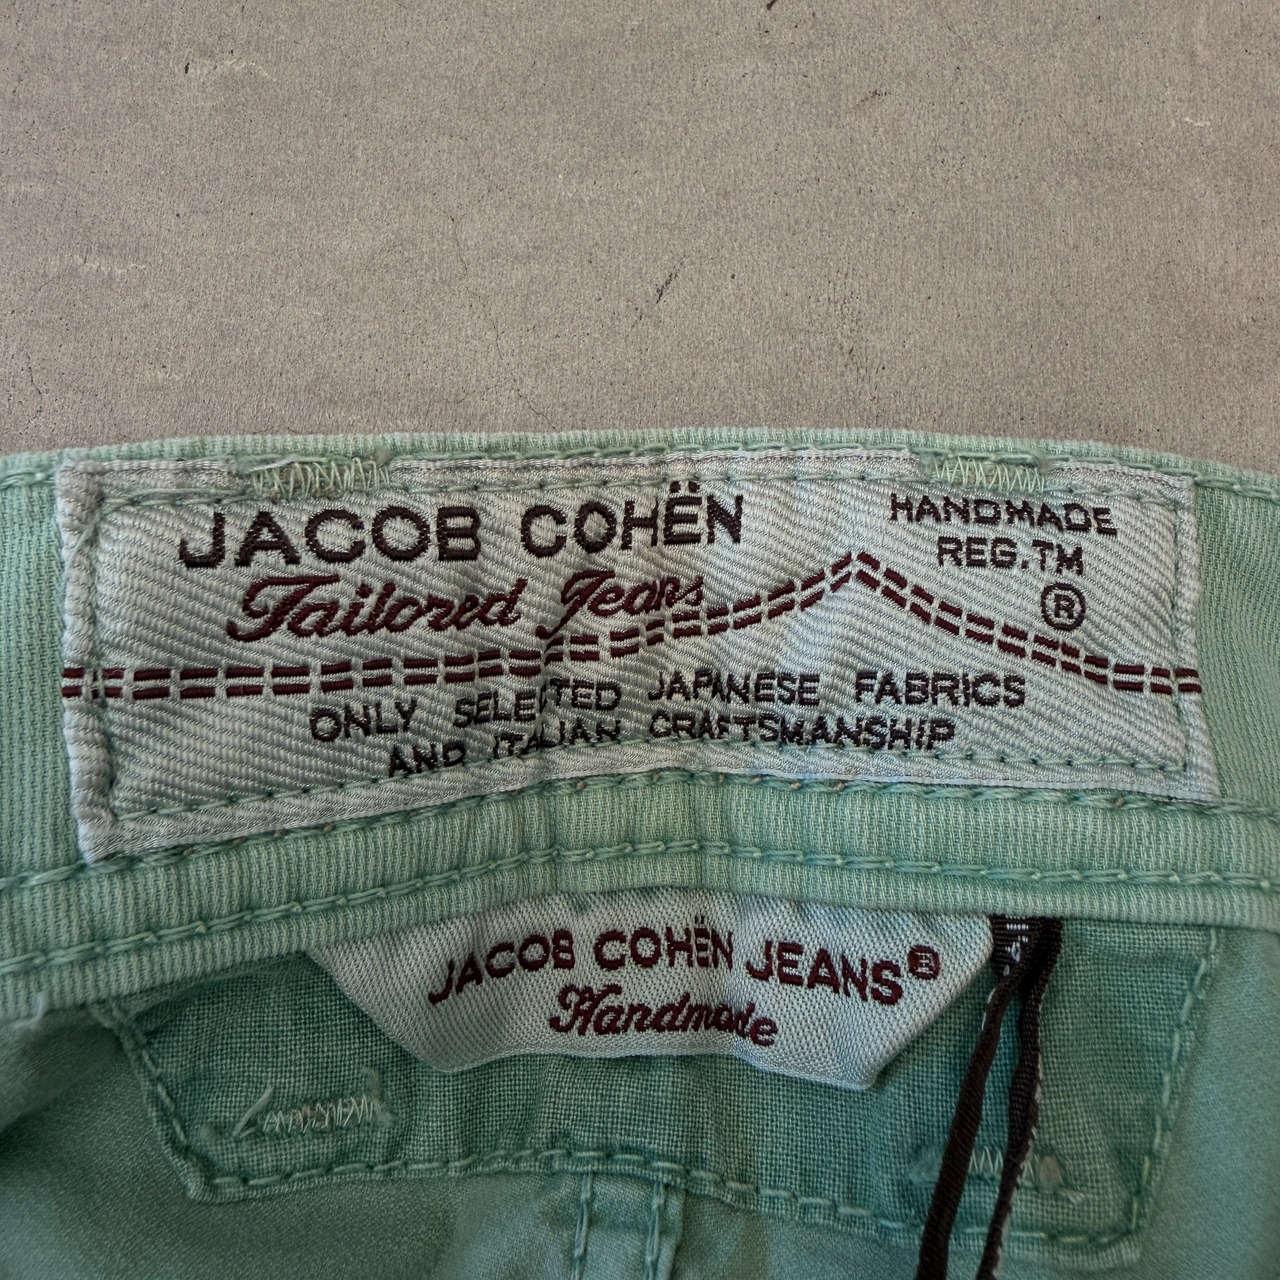 JACOB COHËN
Tailored Jeans
HANDMADE
REG.TM
®
ONLY SELECTED JAPANESE FABRICS
AND ITALIAN CRAFTSMANSHIP
JACOB COHËN JEANS®
Handmade